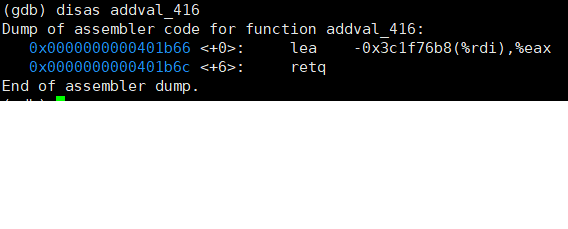 (gdb) disas addval_416
Dump of assembler code for function addval_416:
   0x0000000000401b66 <+0>:     lea    -0x3c1f76b8(%rdi),%eax
   0x0000000000401b6c <+6>:     retq
End of assembler dump.